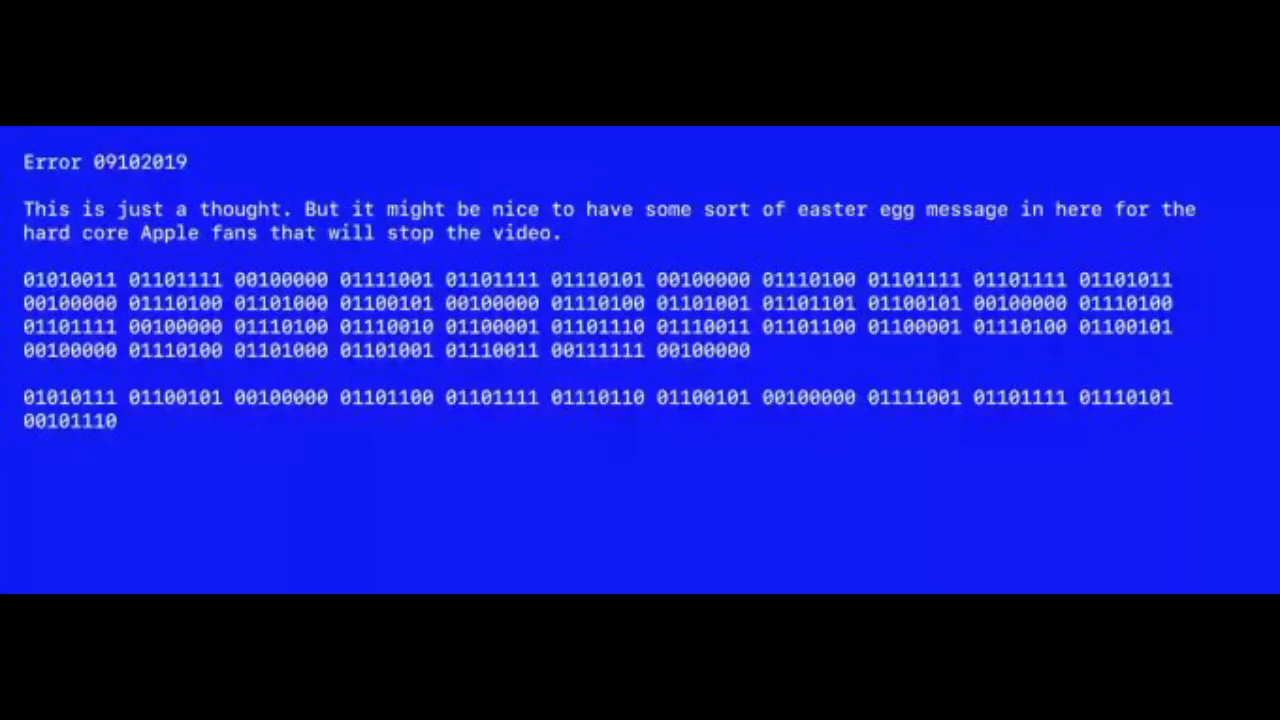 Error 09102019
This is just a thought. But it might be nice to have some sort of easter egg message in here for the
hard core Apple fans that will stop the video.
01010011 01101111 00100000 01111001 01101111 01110101 00100000 01110100 01101111 01101111 01101011
00100000 01110100 01101000 01100101 00100000 01110100 01101001 01101101 01100101 00100000 01110100
01101111 00100000 01110100 01110010 01100001 01101110 01110011 01101100 01100001 01110100 01100101
00100000 01110100 01101000 01101001 01110011 00111111 00100000
01010111 01100101 00100000 01101100 01101111 01110110 01100101 00100000 01111001 01101111 01110101
00101110